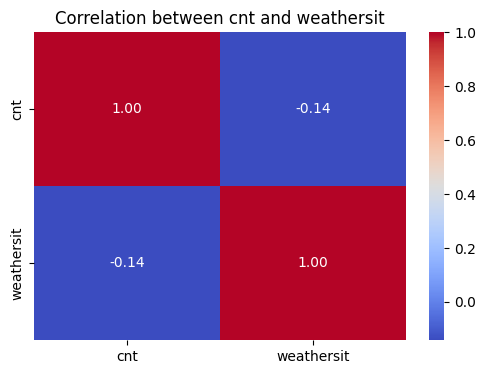 Correlation between cnt and weathersit
cnt
weathersit
1.00
-0.14
-0.14
1.00
cnt
weathersit
1.0
0.8
0.6
0.4
0.2
0.0